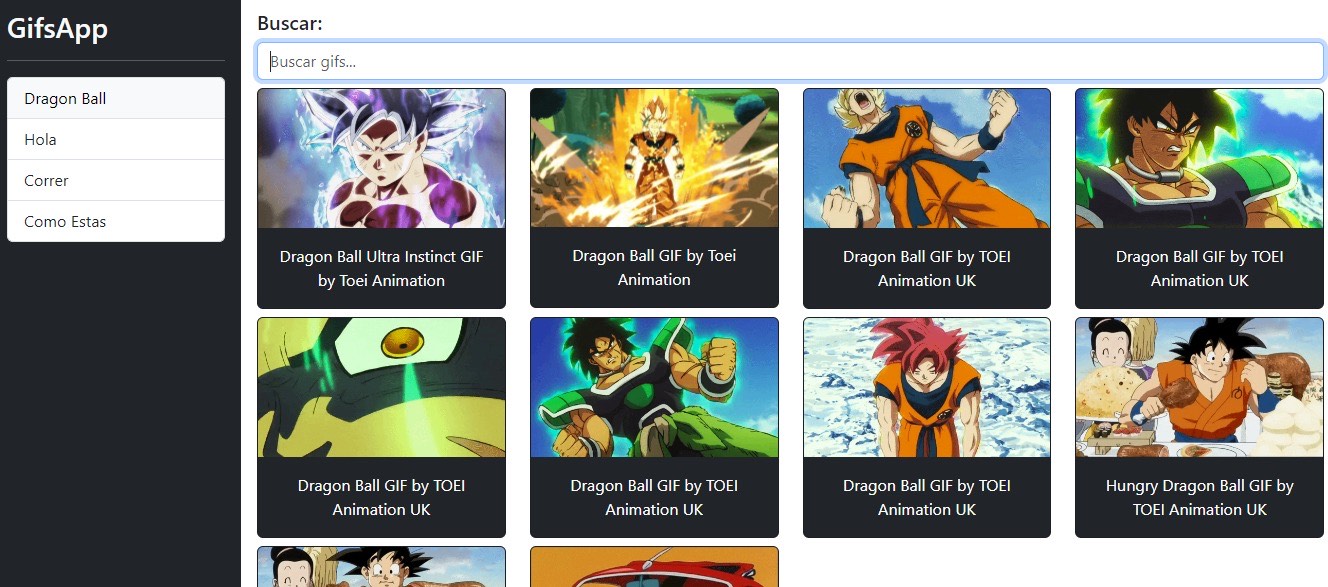 GifsApp
Dragon Ball
Hola
Correr
Como Estas
Buscar:
Buscar gifs...
Dragon Ball Ultra Instinct GIF
by Toei Animation
Dragon Ball GIF by Toei
Animation
Dragon Ball GIF by TOEI
Animation UK
Dragon Ball GIF by TOEI
Animation UK
Dragon Ball GIF by TOEI
Animation UK
Dragon Ball GIF by TOEI
Animation UK
Dragon Ball GIF by TOEI
Animation UK
Hungry Dragon Ball GIF by
TOEI Animation UK